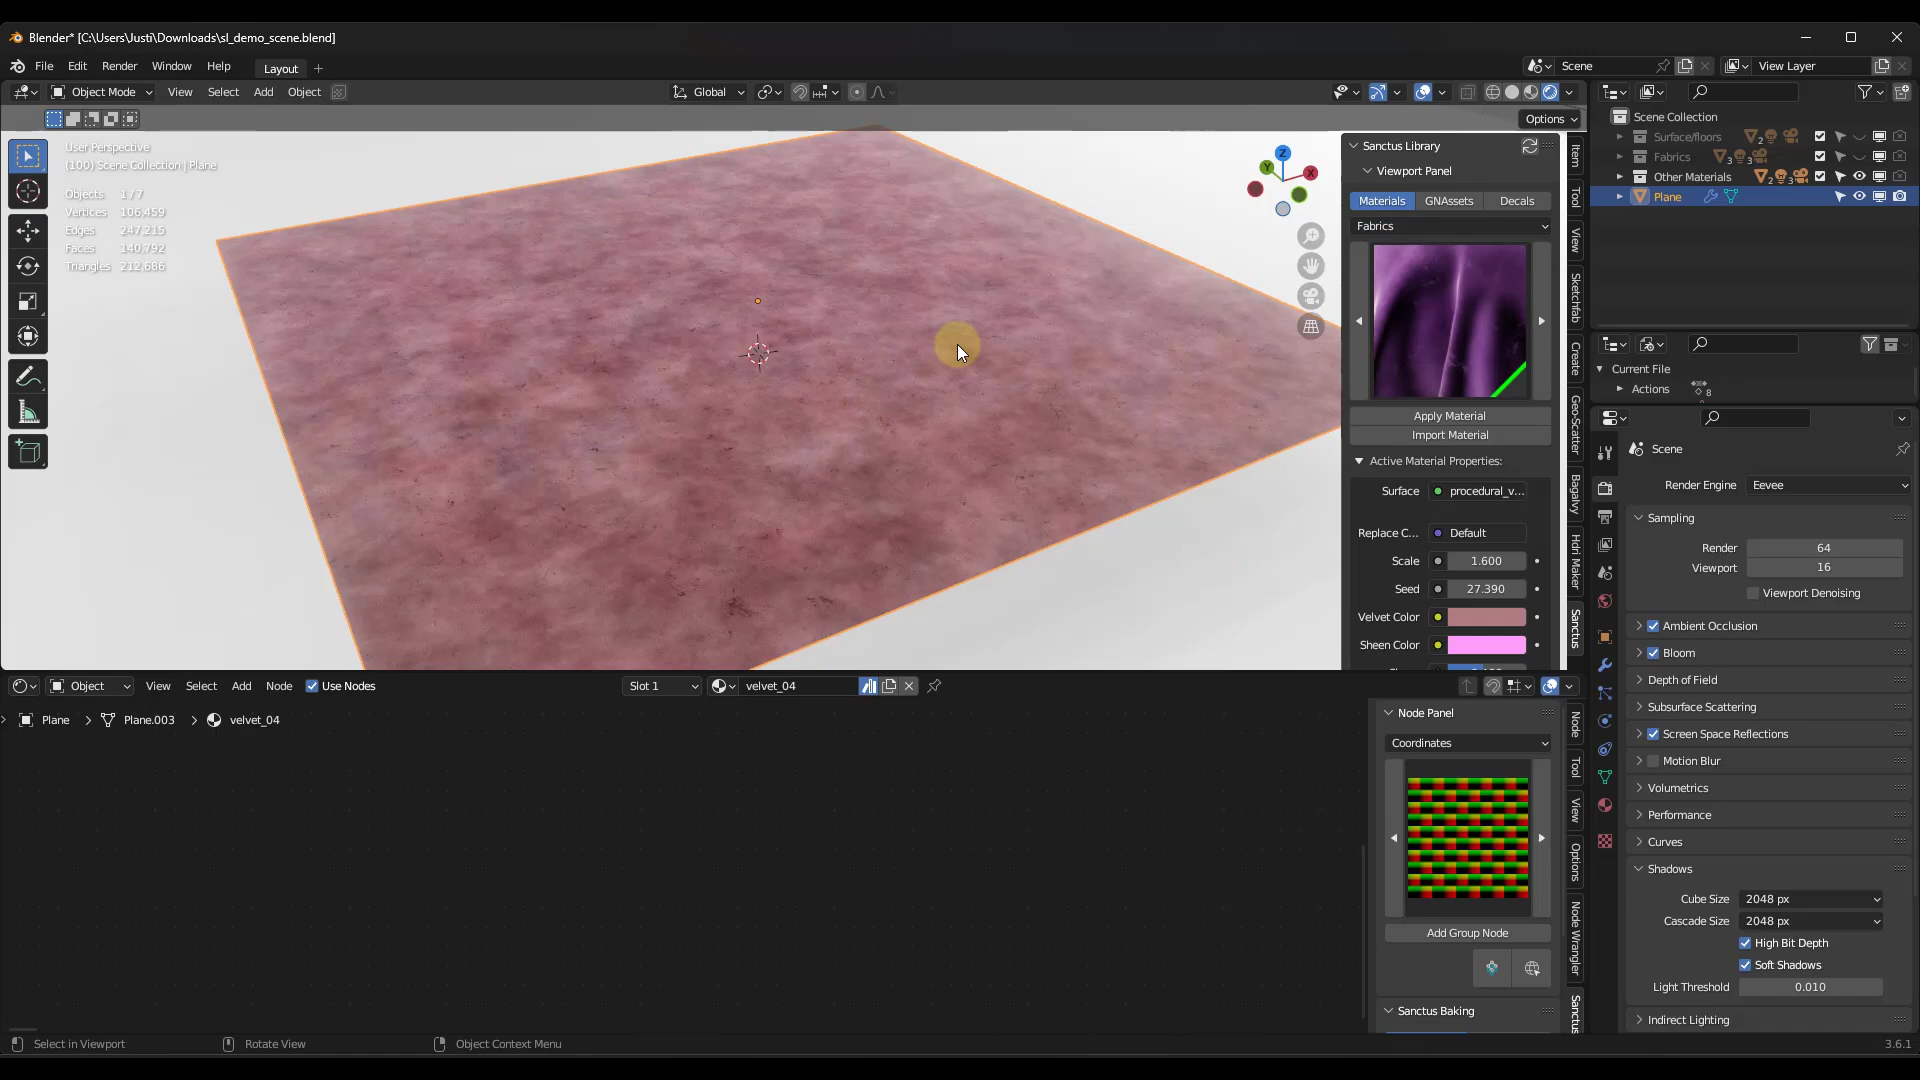 Blender* [C:\Users\Justi\Downloads\sl_demo_scene.blend]
File Edit Render Window Help Layout +
Scene
View Layer
Object Mode View Select Add Object
Global
Options
User Perspective
(100) Scene Collection | Plane
Objects 1 / 7
Vertices 106,459
Edges 247,215
Faces 140,792
Triangles 212,686
Z
Y
X
Sanctus Library
Viewport Panel
Materials GNAssets Decals
Fabrics
Apply Material
Import Material
Active Material Properties:
Surface procedural_v...
Replace C... Default
Scale 1.600
Seed 27.390
Velvet Color
Sheen Color
Item
Tool
View
Sketchfab
Create
Geo-Scatter
Bagapvy
Hdri Maker
Sanctus
Scene Collection
Surface/floors 2
Fabrics 3 3
Other Materials 2 3
Plane
Current File
Actions 8
Scene
Render Engine Eevee
Sampling
Render 64
Viewport 16
Viewport Denoising
Ambient Occlusion
Bloom
Depth of Field
Subsurface Scattering
Screen Space Reflections
Motion Blur
Volumetrics
Performance
Curves
Shadows
Cube Size 2048 px
Cascade Size 2048 px
High Bit Depth
Soft Shadows
Light Threshold 0.010
Indirect Lighting
Object View Select Add Node Use Nodes
Slot 1
velvet_04
Plane > Plane.003 > velvet_04
Node Panel
Coordinates
Add Group Node
Sanctus Baking
Node
Tool
View
Options
Node Wrangler
Sanctus
Select in Viewport
Rotate View
Object Context Menu
3.6.1